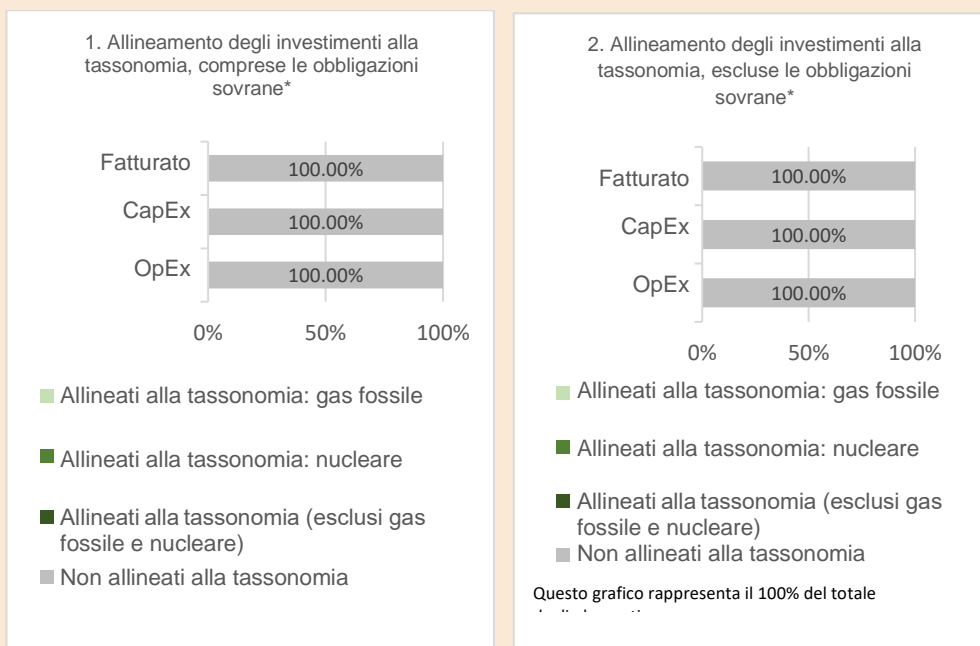 1. Allineamento degli investimenti alla
tassonomia, comprese le obbligazioni
sovrane*
Fatturato
100.00%
CapEx
100.00%
OpEx
100.00%
0%
50%
100%
Allineati alla tassonomia: gas fossile
Allineati alla tassonomia: nucleare
Allineati alla tassonomia (esclusi gas
fossile e nucleare)
Non allineati alla tassonomia
2. Allineamento degli investimenti alla
tassonomia, escluse le obbligazioni
sovrane*
Fatturato
100.00%
CapEx
100.00%
OpEx
100.00%
0%
50%
100%
Allineati alla tassonomia: gas fossile
Allineati alla tassonomia: nucleare
Allineati alla tassonomia (esclusi gas
fossile e nucleare)
Non allineati alla tassonomia
Questo grafico rappresenta il 100% del totale